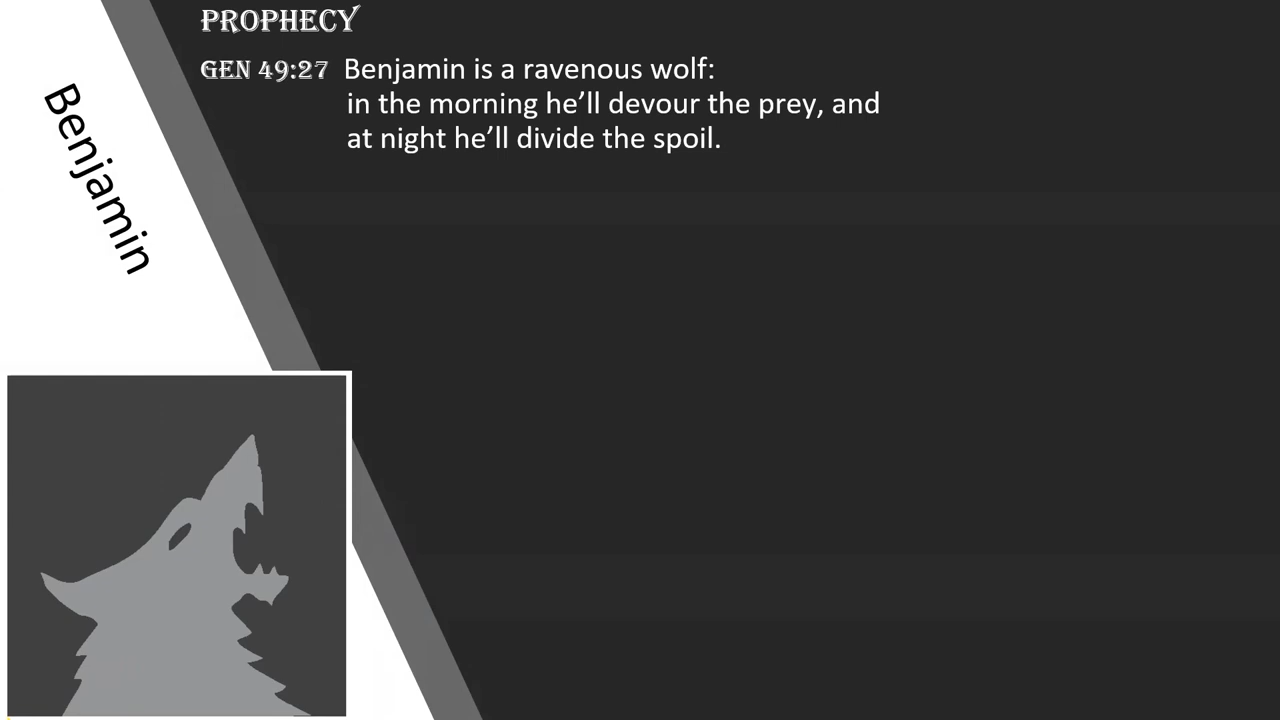 PROPHECY
GEN 49:27 Benjamin is a ravenous wolf:
in the morning he’ll devour the prey, and
at night he’ll divide the spoil.
Benjamin